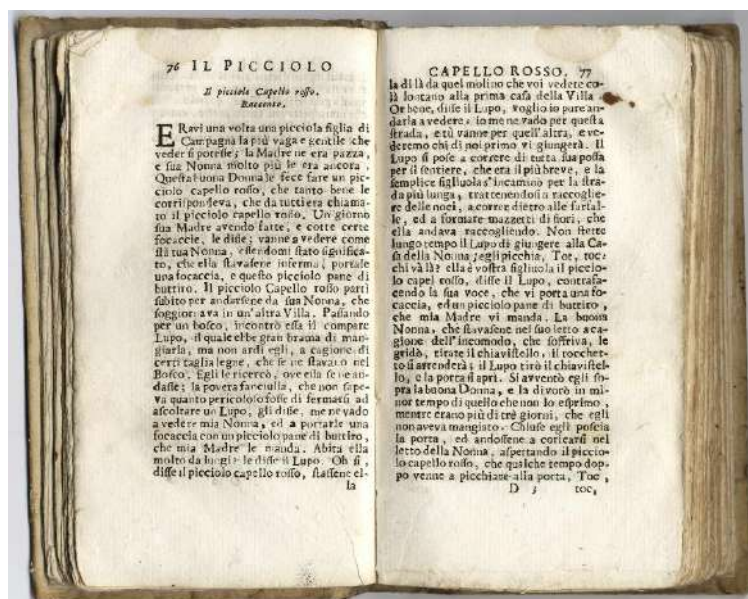 76 IL PICCIOLO
Il picciolo Capello rosso.
Racconto.
ERavi una volta una picciola figlia di
Campagna la più vaga e gentile che
veder si potesse; la Madre ne era pazza,
e sua Nonna molto più le era ancora.
Questa buona Donna le fece fare un pic-
ciolo capello rosso, che tanto bene le
corrispondeva, che da tutti era chiama-
to il picciolo capello rosso. Un giorno
sua Madre avendo fatte, e cotte certe
focaccie, le disse; vanne a vedere come
stà tua Nonna, essendomi stato significa-
to, che ella stavasene inferma, portale
una focaccia, e questo picciolo pane di
buttiro. Il picciolo Capello rosso partì
subito per andarsene da sua Nonna, che
soggiornava in un'altra Villa. Passando
per un bosco, incontrò essa il compare
Lupo, il quale ebbe gran brama di man-
giarla, ma non ardì egli, a cagione di
certi taglialegne, che se ne stavano nel
Bosco. Egli le ricercò, ove ella se ne an-
dasse; la povera fanciulla, che non sape-
va quanto pericoloso fosse di fermarsi ad
ascoltare un Lupo, gli disse, me ne vado
a vedere mia Nonna, ed a portarle una
focaccia con un picciolo pane di buttiro,
che mia Madre le manda. Abita ella
molto da lungi? le disse il Lupo. Oh sì,
disse il picciolo capello rosso, stassene el-
la
CAPELLO ROSSO. 77
la di là da quel molino che voi vedete co-
là lontano alla prima casa della Villa.
Or bene, disse il Lupo, voglio io pure an-
darla a vedere: io me ne vado per questa
strada, e tù vanne per quell'altra, e ve-
deremo chi di noi primo vi giungerà. Il
Lupo si pose a correre di tutta sua possa
per il sentiere, che era il più breve, e la
semplice figliuola s'incaminò per la stra-
da più lunga, trattenendosi a raccoglie-
re delle noci, a correr dietro alle farfal-
le, ed a formare mazzetti di fiori, che
ella andava raccogliendo. Non stette
lungo tempo il Lupo di giungere alla Ca-
sa della Nonna; egli picchia, Toc, toc:
chi và là? ella è vostra figliuola il piccio-
lo capel rosso, disse il Lupo, contrafa-
cendo la sua voce, che vi porta una fo-
caccia, ed un picciolo pane di buttiro,
che mia Madre vi manda. La buona
Nonna, che stavasene nel suo letto a ca-
gione dell'incomodo, che soffriva, le
gridò, tirate il chiavistello, il rocchet-
to si arrenderà; il Lupo tirò il chiavistel-
lo, e la porta si aprì. Si avventò egli so-
pra la buona Donna, e la divorò in mi-
nor tempo di quello che non lo esprimo,
mentre erano più di trè giorni, che egli
non aveva mangiato. Chiuse egli poscia
la porta, ed andossene a coricarsi nel
letto della Nonna, aspettando il piccio-
lo capello rosso, che qualche tempo dop-
po venne a picchiare alla porta, Toc,
D 3 toc,